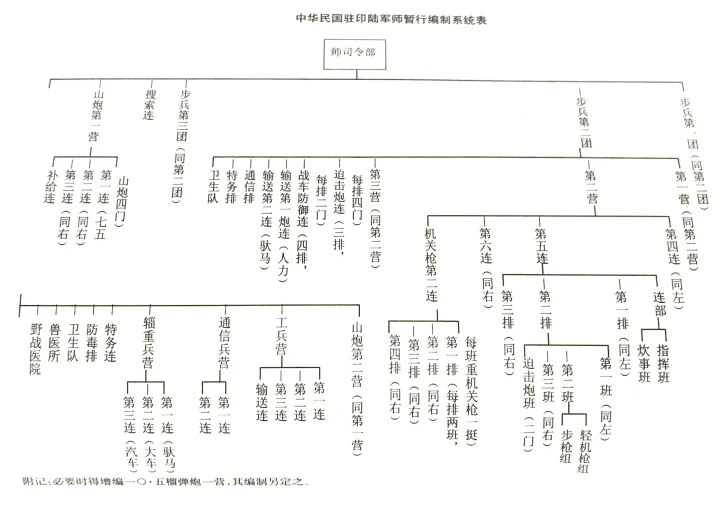 中华民国驻印陆军师暂行编制系统表
师司令部
步兵第一团（同第二团）
步兵第二团
步兵第三团（同第二团）
搜索连
山炮第一营
第一营（同第二营）
第二营
第三营（同第二营）
迫击炮连（三排，每排四门）
战车防御连（四排，每排二门）
输送第一炮连（人力）
输送第二连（驮马）
通信排
特务排
卫生队
山炮四门）
第一连（七五
第二连（同右）
第三连（同右）
补给连
第四连（同左）
第五连
第六连（同右）
机关枪第二连
连部
第一排（同左）
第二排
第三排（同右）
指挥班
炊事班
第一班（同左）
第二班
第三班（同右）
迫击炮班（二门）
轻机枪组
步枪组
每班重机关枪一挺）
第一排（每排两班，
第二排（同右）
第三排（同右）
第四排（同右）
山炮第二营（同第一营）
工兵营
通信兵营
辎重兵营
特务连
防毒排
卫生队
兽医所
野战医院
第一连
第二连
第三连
输送连
第一连
第二连
第一连（驮马）
第二连（大车）
第三连（汽车）
附记：必要时得增编一〇·五榴弹炮一营，其编制另定之。